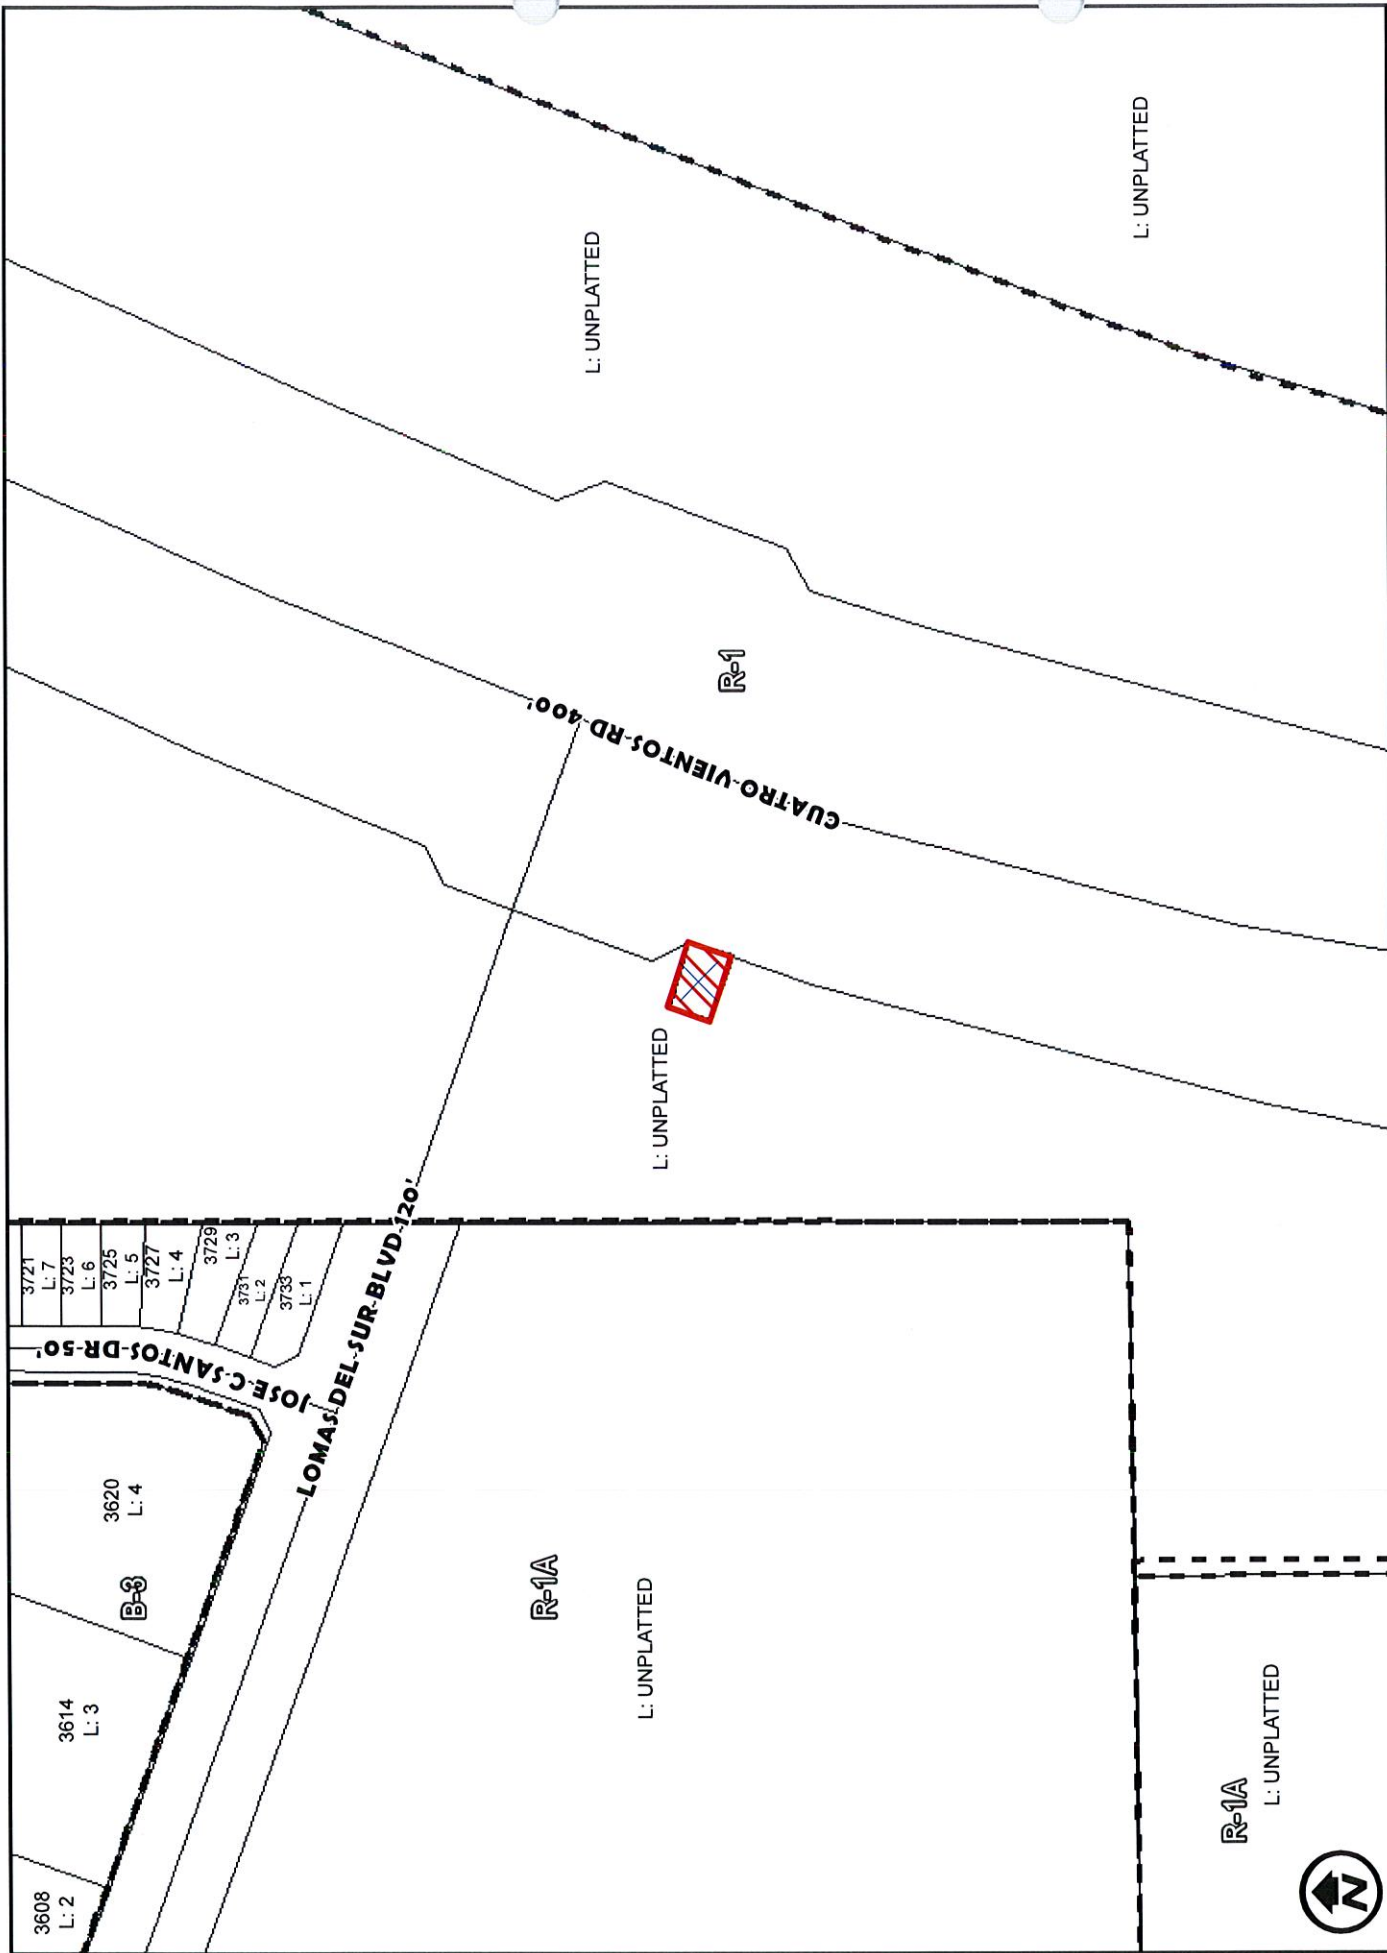 3721
L: 7
3723
L: 6
3725
L: 5
3727
L: 4
3729
L: 3
3731
L: 2
3733
L: 1
JOSE C SANTOS DR 50'
LOMAS DEL SUR BLVD 120'
3620
L: 4
B-3
3614
L: 3
3608
L: 2
R-1A
L: UNPLATTED
R-1A
L: UNPLATTED
L: UNPLATTED
CUATRO VIENTOS RD 400'
R-1
L: UNPLATTED
L: UNPLATTED
N